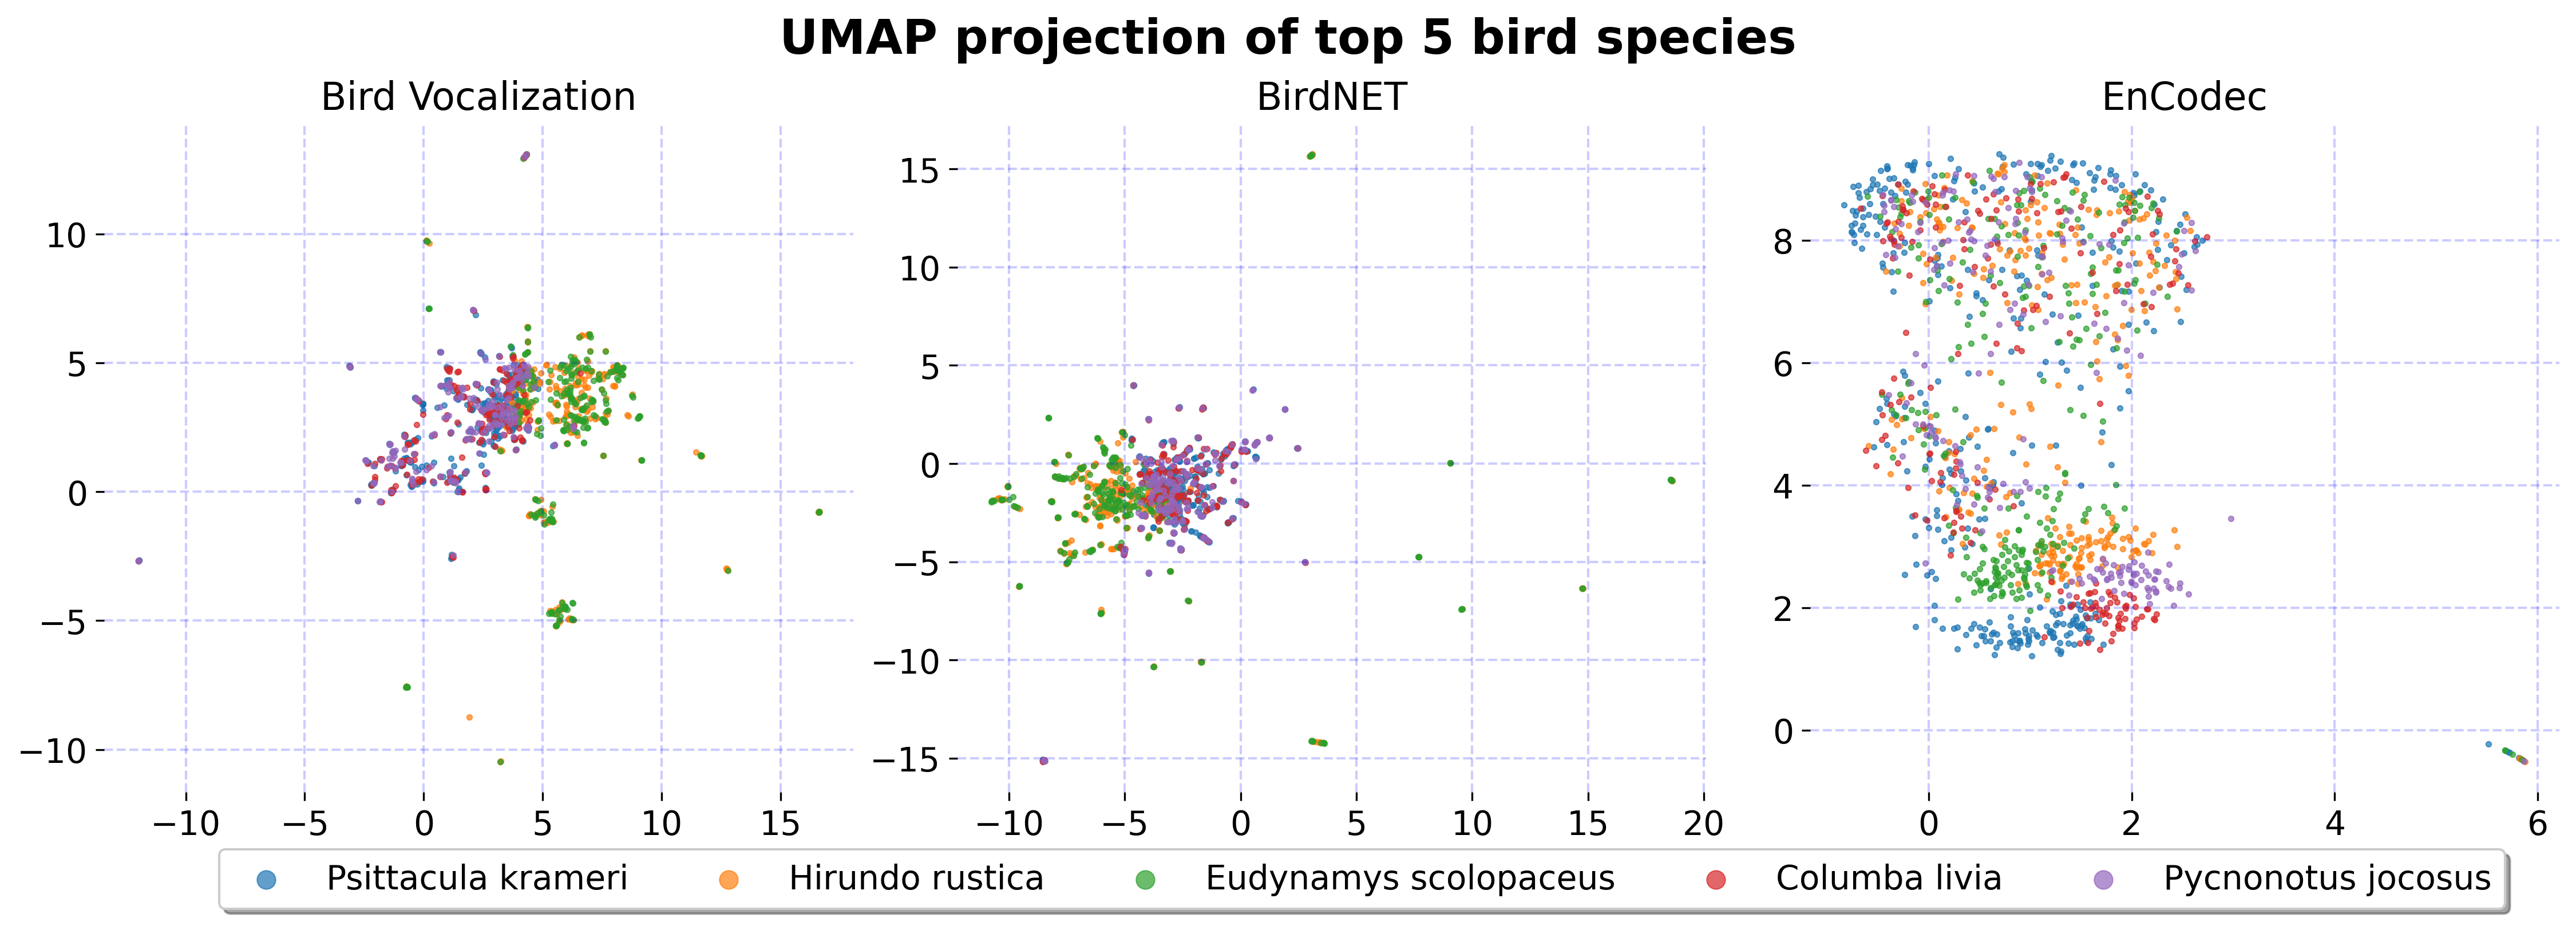 UMAP projection of top 5 bird species
Bird Vocalization
10
5
0
−5
−10
−10 −5 0 5 10 15
BirdNET
15
10
5
0
−5
−10
−15
−10 −5 0 5 10 15 20
EnCodec
8
6
4
2
0
0 2 4 6
Psittacula krameri Hirundo rustica Eudynamys scolopaceus Columba livia Pycnonotus jocosus